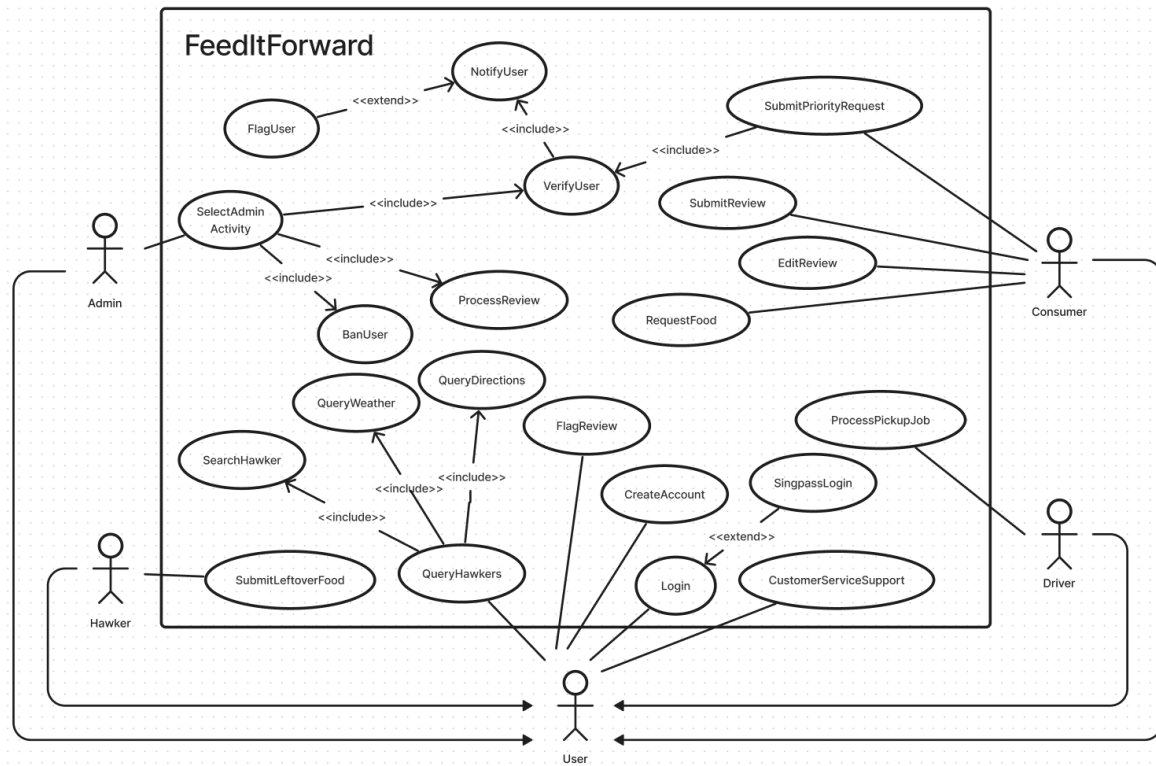 FeedItForward
NotifyUser
<<extend>>
FlagUser
<<include>>
SubmitPriorityRequest
<<include>>
VerifyUser
SelectAdmin
Activity
<<include>>
SubmitReview
<<include>>
<<include>>
EditReview
Admin
ProcessReview
Consumer
BanUser
RequestFood
QueryWeather
QueryDirections
FlagReview
ProcessPickupJob
SearchHawker
<<include>>
<<include>>
CreateAccount
SingpassLogin
<<include>>
<<extend>>
SubmitLeftoverFood
QueryHawkers
Login
CustomerServiceSupport
Hawker
Driver
User